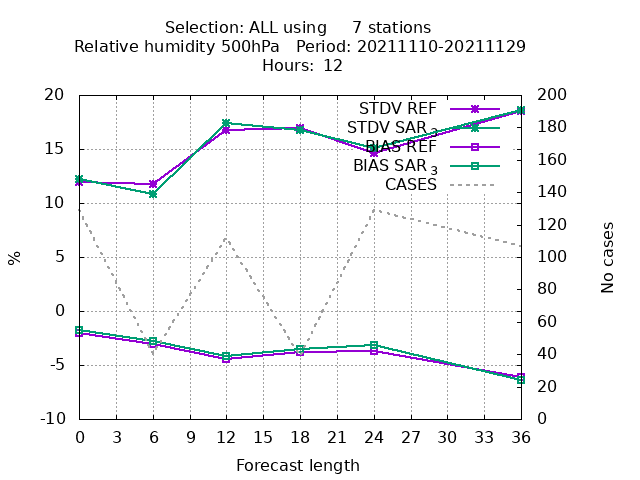 Selection: ALL using 7 stations
Relative humidity 500hPa Period: 20211110-20211129
Hours: 12
20
15
10
5
0
-5
-10
%
200
180
160
140
120
100
80
60
40
20
0
No cases
STDV REF
STDV SAR 3
BIAS REF
BIAS SAR 3
CASES
0 3 6 9 12 15 18 21 24 27 30 33 36
Forecast length